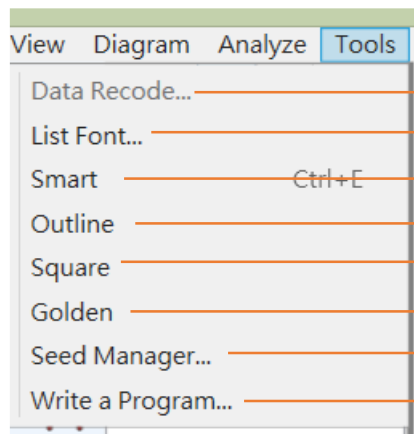 View Diagram Analyze Tools
Data Recode...
List Font...
Smart Ctrl+E
Outline
Square
Golden
Seed Manager...
Write a Program...